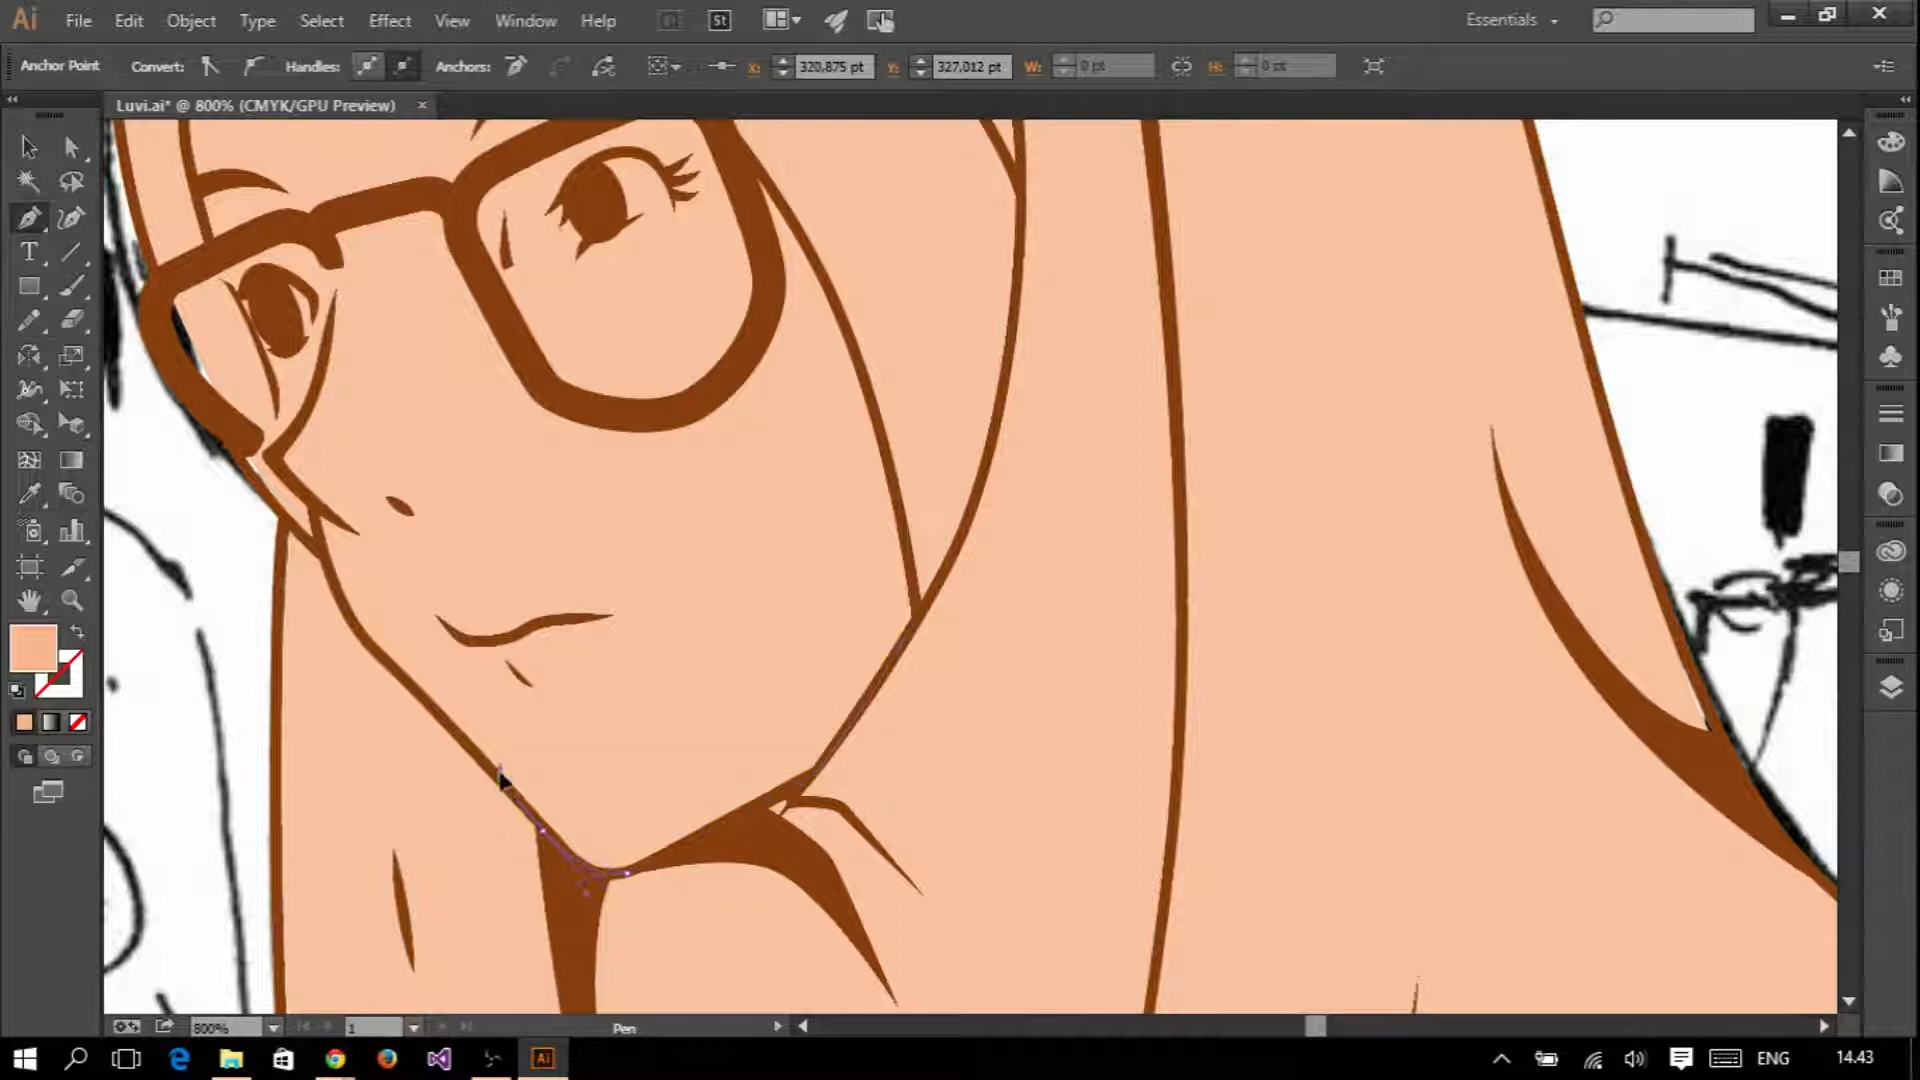 Ai File Edit Object Type Select Effect View Window Help St Essentials
Anchor Point Convert: Handles: Anchors: X: 320,875 pt Y: 327,012 pt W: 0 pt H: 0 pt
Luvi.ai* @ 800% (CMYK/GPU Preview)
800% 1 Pen
Ai ENG 14.43